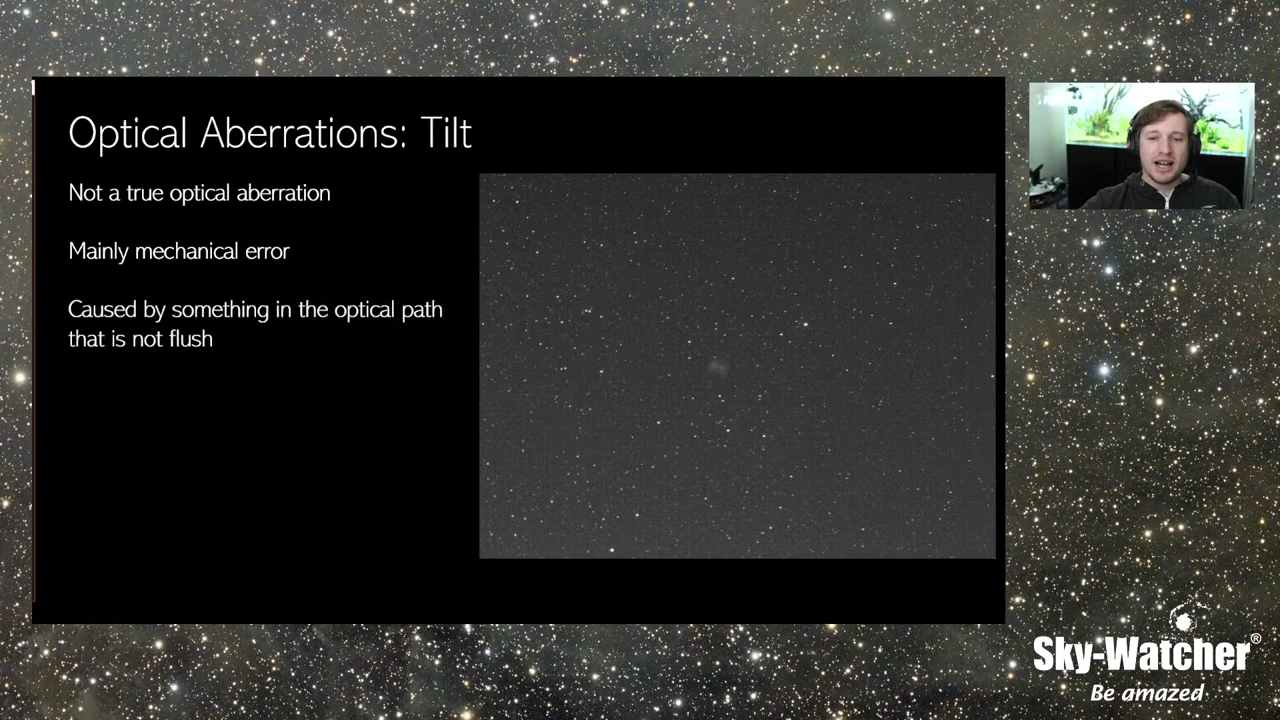 Optical Aberrations: Tilt
Not a true optical aberration
Mainly mechanical error
Caused by something in the optical path
that is not flush
Sky-Watcher®
Be amazed